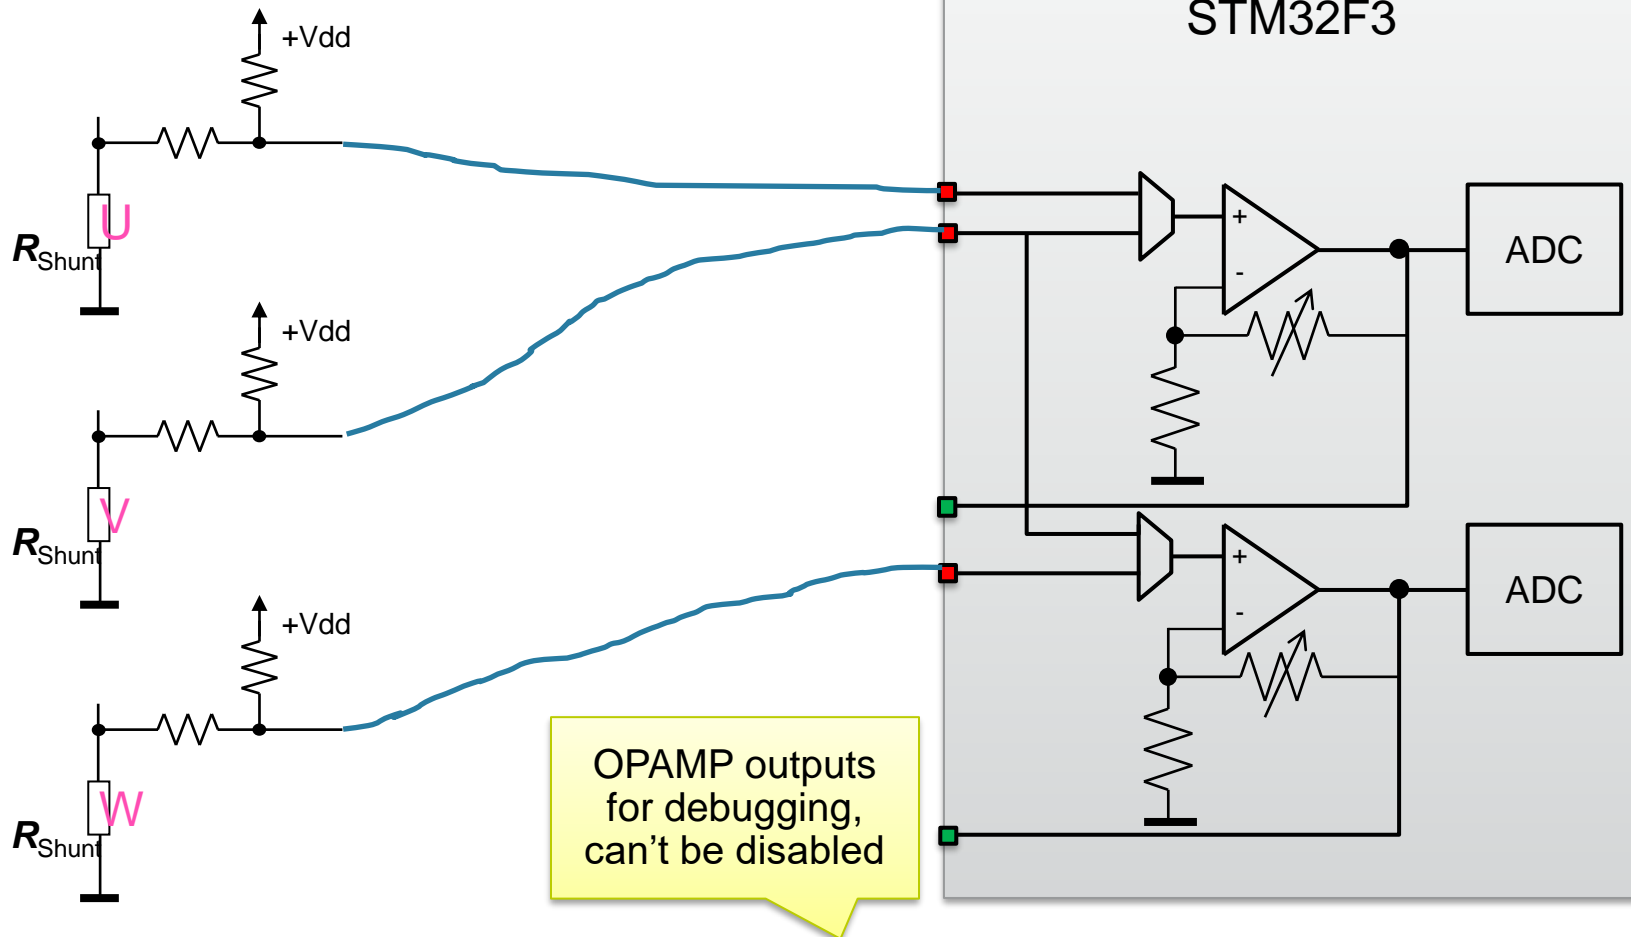 STM32F3
+Vdd
U
RShunt
+Vdd
V
RShunt
+Vdd
W
RShunt
+
-
ADC
+
-
ADC
OPAMP outputs
for debugging,
can’t be disabled